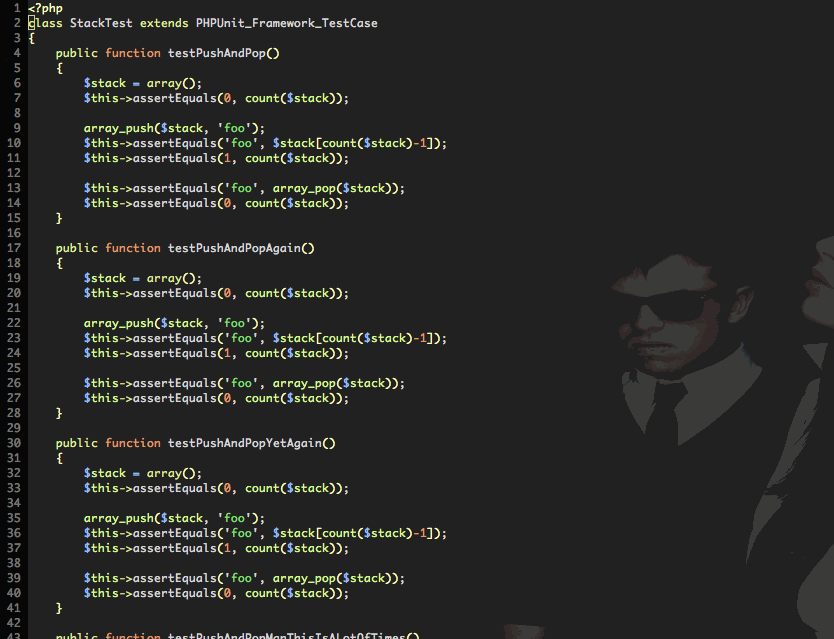 1 <?php
2 class StackTest extends PHPUnit_Framework_TestCase
3 {
4     public function testPushAndPop()
5     {
6         $stack = array();
7         $this->assertEquals(0, count($stack));
8
9         array_push($stack, 'foo');
10         $this->assertEquals('foo', $stack[count($stack)-1]);
11         $this->assertEquals(1, count($stack));
12
13         $this->assertEquals('foo', array_pop($stack));
14         $this->assertEquals(0, count($stack));
15     }
16
17     public function testPushAndPopAgain()
18     {
19         $stack = array();
20         $this->assertEquals(0, count($stack));
21
22         array_push($stack, 'foo');
23         $this->assertEquals('foo', $stack[count($stack)-1]);
24         $this->assertEquals(1, count($stack));
25
26         $this->assertEquals('foo', array_pop($stack));
27         $this->assertEquals(0, count($stack));
28     }
29
30     public function testPushAndPopYetAgain()
31     {
32         $stack = array();
33         $this->assertEquals(0, count($stack));
34
35         array_push($stack, 'foo');
36         $this->assertEquals('foo', $stack[count($stack)-1]);
37         $this->assertEquals(1, count($stack));
38
39         $this->assertEquals('foo', array_pop($stack));
40         $this->assertEquals(0, count($stack));
41     }
42
43     public function testPushAndPopManThisIsALotOfTimes()